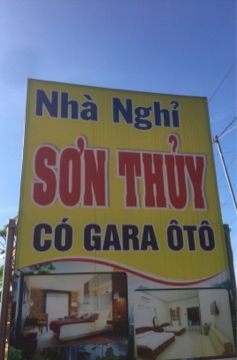 Nhà Nghỉ
SƠN THỦY
CÓ GARA ÔTÔ